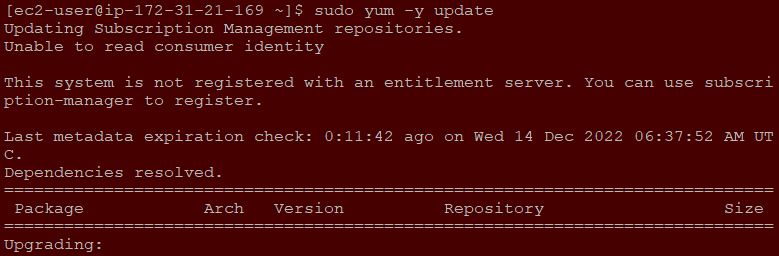 [ec2-user@ip-172-31-21-169 ~]$ sudo yum -y update
Updating Subscription Management repositories.
Unable to read consumer identity

This system is not registered with an entitlement server. You can use subscri
ption-manager to register.

Last metadata expiration check: 0:11:42 ago on Wed 14 Dec 2022 06:37:52 AM UT
C.
Dependencies resolved.
=============================================================================
Package Arch Version Repository Size
=============================================================================
Upgrading: